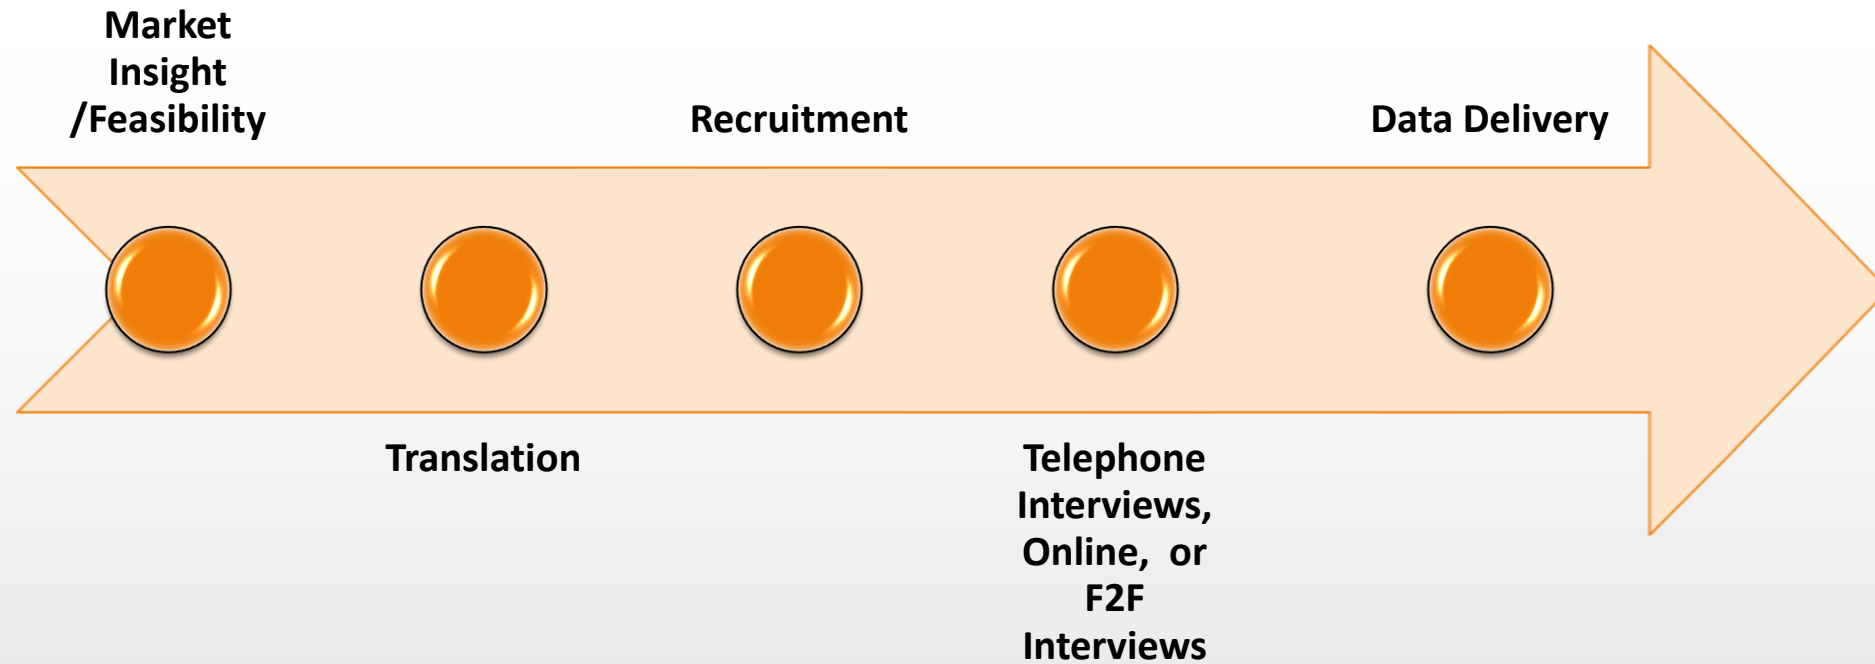 Market
Insight
/Feasibility
Translation
Recruitment
Telephone
Interviews,
Online,  or
F2F
Interviews
Data Delivery